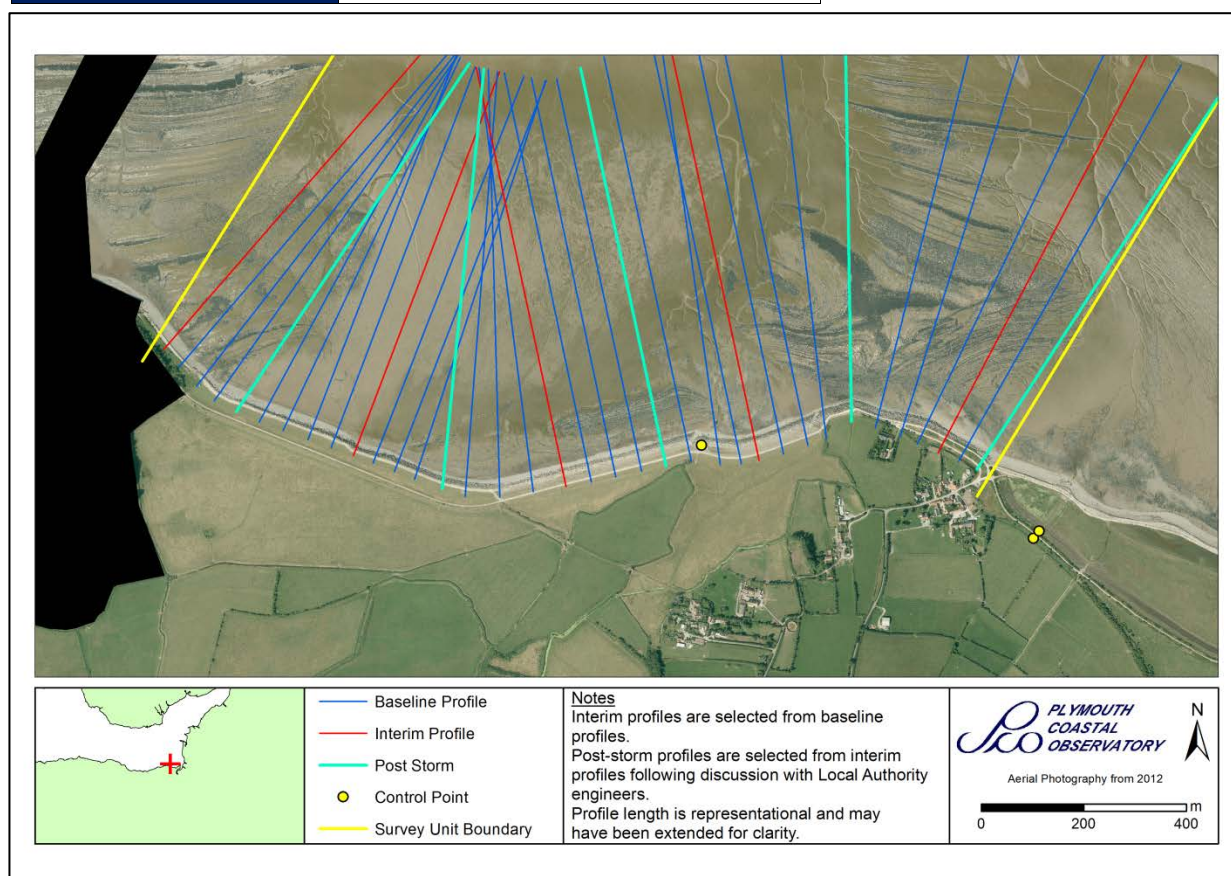 Baseline Profile
Interim Profile
Post Storm
Control Point
Survey Unit Boundary
Notes
Interim profiles are selected from baseline
profiles.
Post-storm profiles are selected from interim
profiles following discussion with Local Authority
engineers.
Profile length is representational and may
have been extended for clarity.
PCO
PLYMOUTH
COASTAL
OBSERVATORY
N
Aerial Photography from 2012
m
0 200 400